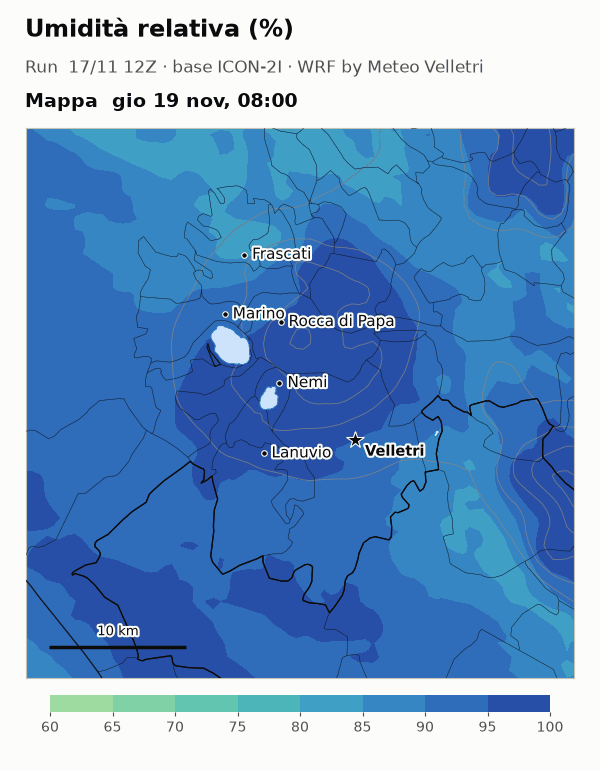 Umidità relativa (%)
Run  17/11 12Z · base ICON-2I · WRF by Meteo Velletri
Mappa  gio 19 nov, 08:00
Frascati
Marino
Rocca di Papa
Nemi
Velletri
Lanuvio
10 km
60 65 70 75 80 85 90 95 100